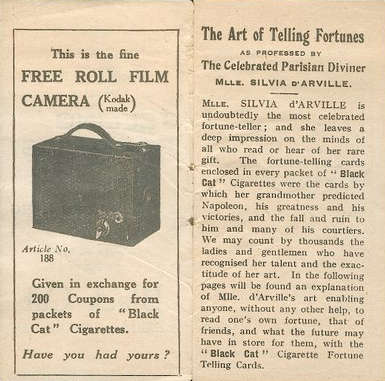 This is the fine
FREE ROLL FILM
CAMERA (Kodak made)
Article No.
188
Given in exchange for
200 Coupons from
packets of "Black
Cat" Cigarettes.
Have you had yours?
The Art of Telling Fortunes
AS PROFESSED BY
The Celebrated Parisian Diviner
MLLE. SILVIA D'ARVILLE.
MLLE. SILVIA d'ARVILLE is
undoubtedly the most celebrated
fortune-teller; and she leaves a
deep impression on the minds of
all who read or hear of her rare
gift. The fortune-telling cards
enclosed in every packet of "Black
Cat" Cigarettes were the cards by
which her grandmother predicted
Napoleon, his greatness and his
victories, and the fall and ruin to
him and many of his courtiers.
We may count by thousands the
ladies and gentlemen who have
recognised her talent and the exac-
titude of her art. In the following
pages will be found an explanation
of Mlle. d'Arville's art enabling
anyone, without any other help, to
read one's own fortune, that of
friends, and what the future may
have in store for them, with the
"Black Cat" Cigarette Fortune
Telling Cards.